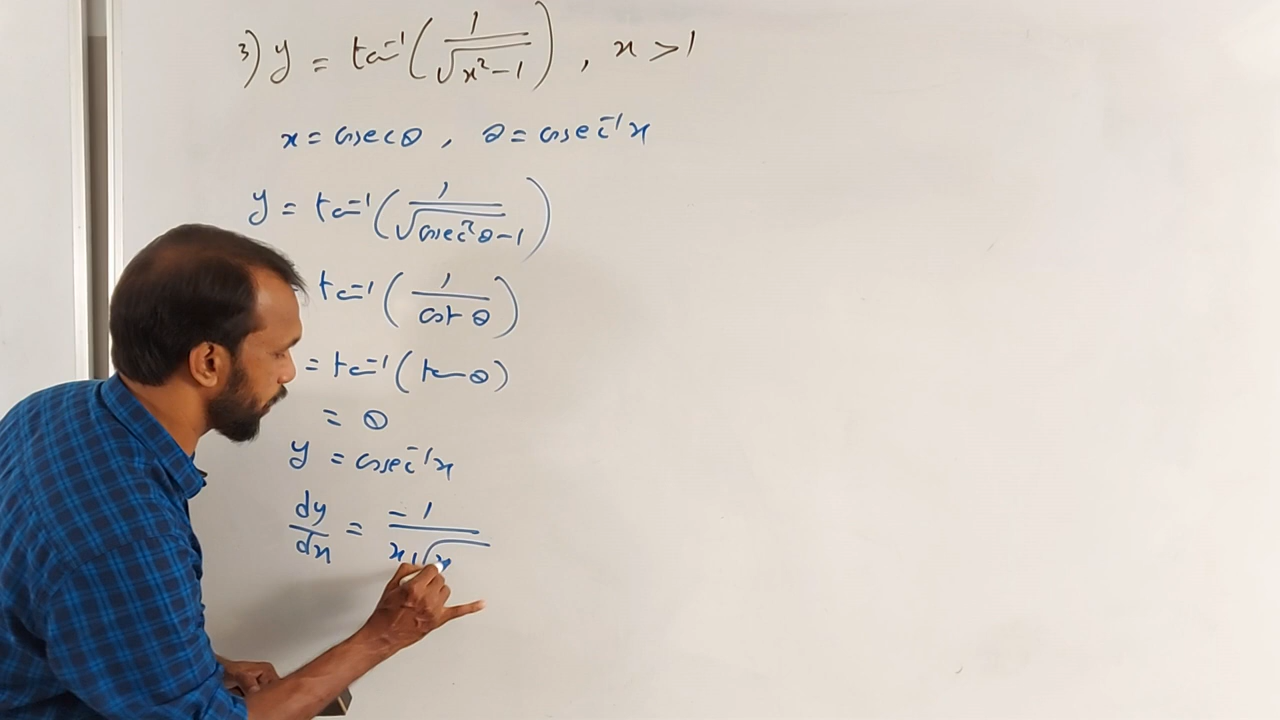 3) y = tan⁻¹(1/√(x²-1)), x > 1
x = cosec θ, θ = cosec⁻¹x
y = tan⁻¹(1/√(cosec²θ-1))
= tan⁻¹(1/cot θ)
= tan⁻¹(tan θ)
= θ
y = cosec⁻¹x
dy/dx = -1/x√x